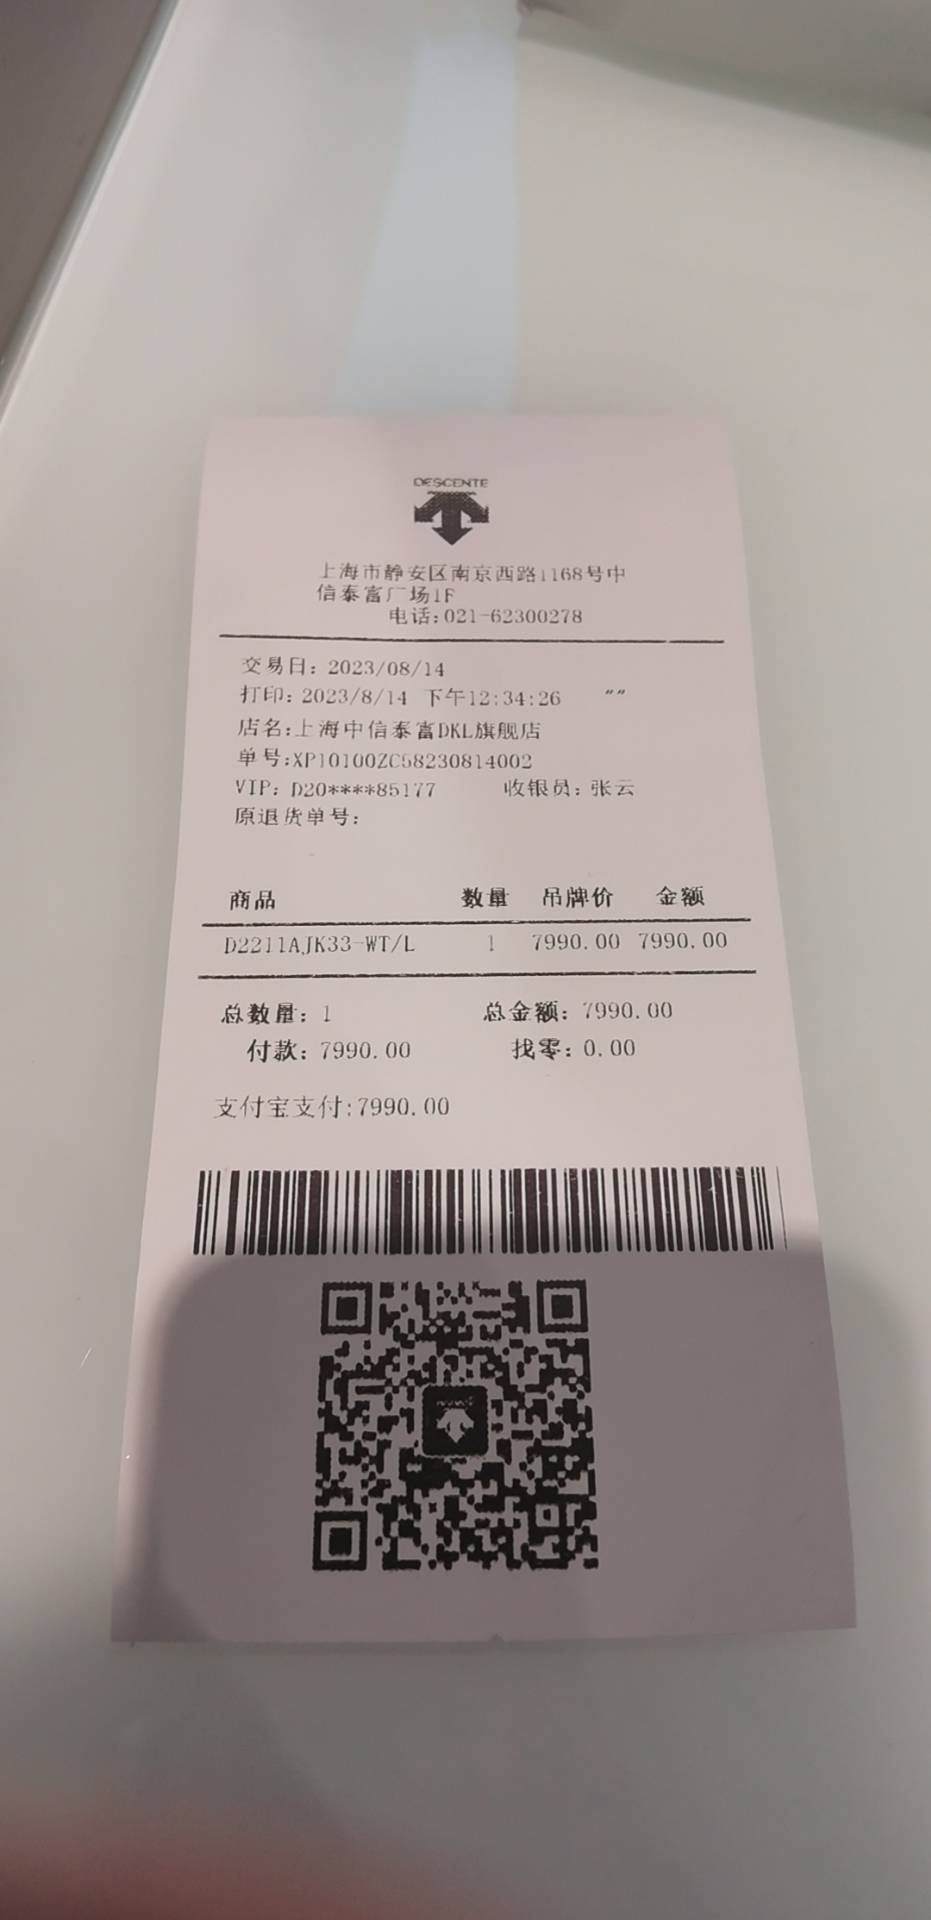 DESCENTE
上海市静安区南京西路1168号中
信泰富广场1F
电话:021-62300278
交易日: 2023/08/14
打印: 2023/8/14 下午12:34:26 ""
店名:上海中信泰富DKL旗舰店
单号:XP10100ZC68230814002
VIP: D20****85177 收银员: 张云
原退货单号:
商品 数量 吊牌价 金额
D2211AJK33-WT/L 1 7990.00 7990.00
总数量: 1 总金额: 7990.00
付款: 7990.00 找零: 0.00
支付宝支付:7990.00